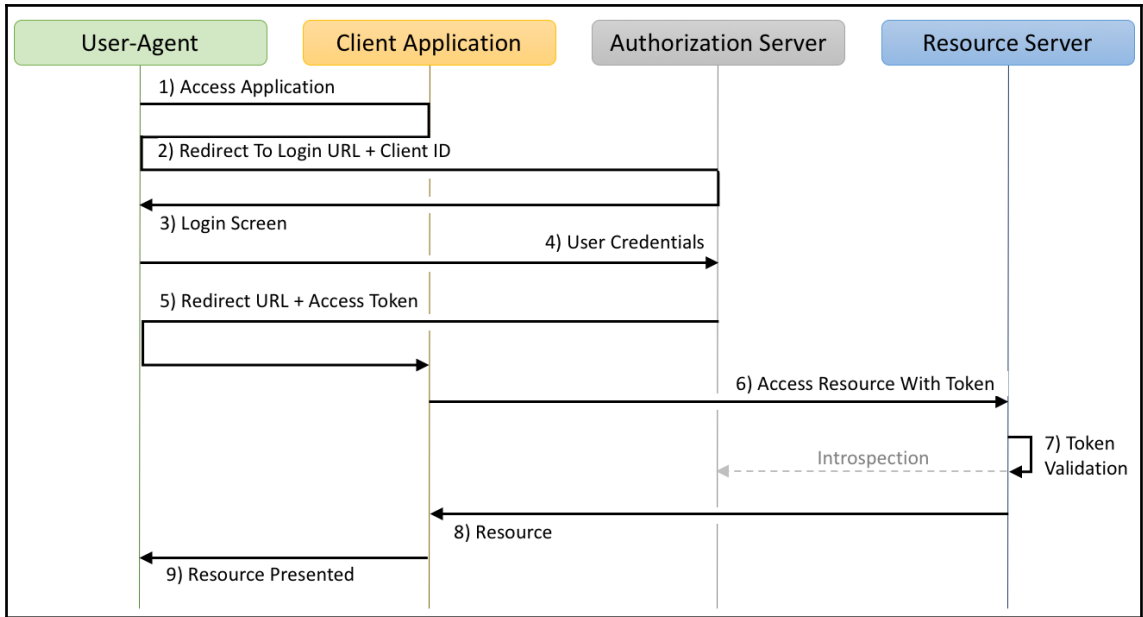 User-Agent
Client Application
Authorization Server
Resource Server
1) Access Application
2) Redirect To Login URL + Client ID
3) Login Screen
4) User Credentials
5) Redirect URL + Access Token
6) Access Resource With Token
7) Token
Validation
Introspection
8) Resource
9) Resource Presented